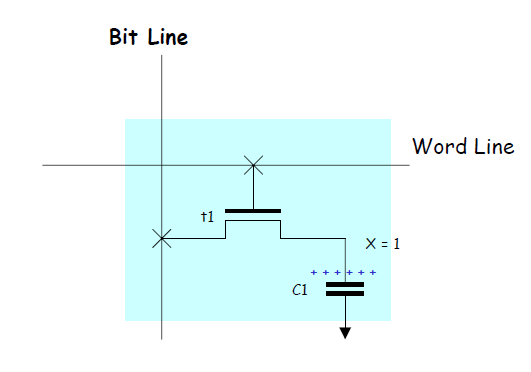 Bit Line
Word Line
t1
X = 1
+ + + + + +
C1